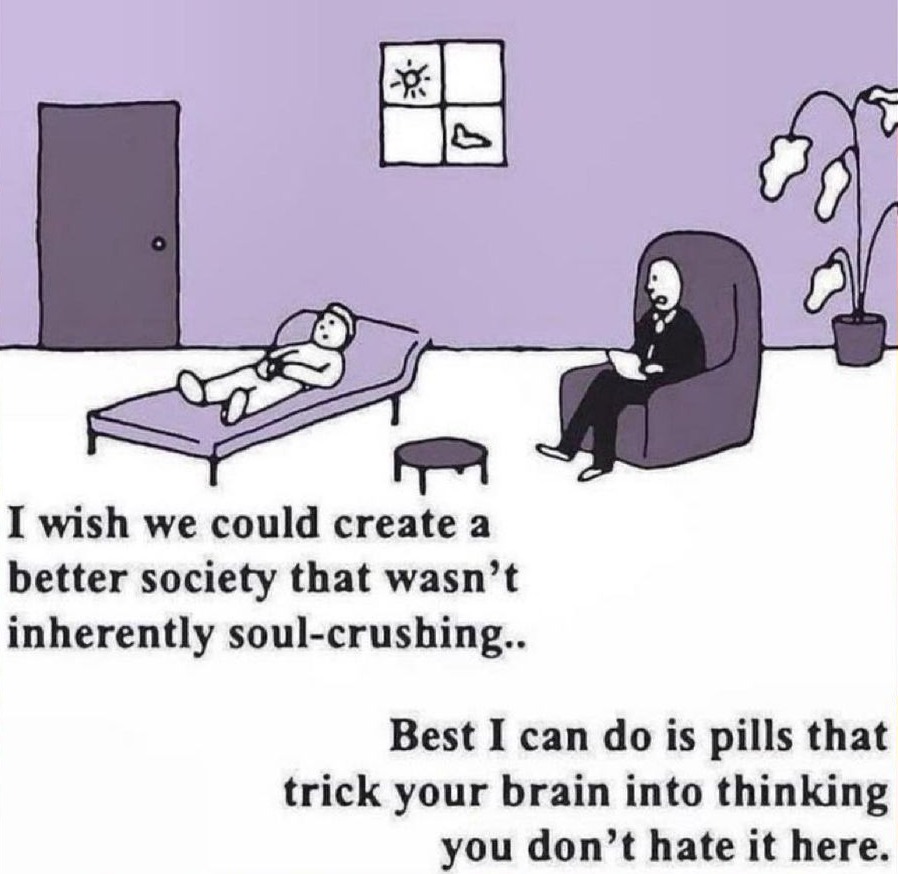 I wish we could create a
better society that wasn't
inherently soul-crushing..
Best I can do is pills that
trick your brain into thinking
you don't hate it here.